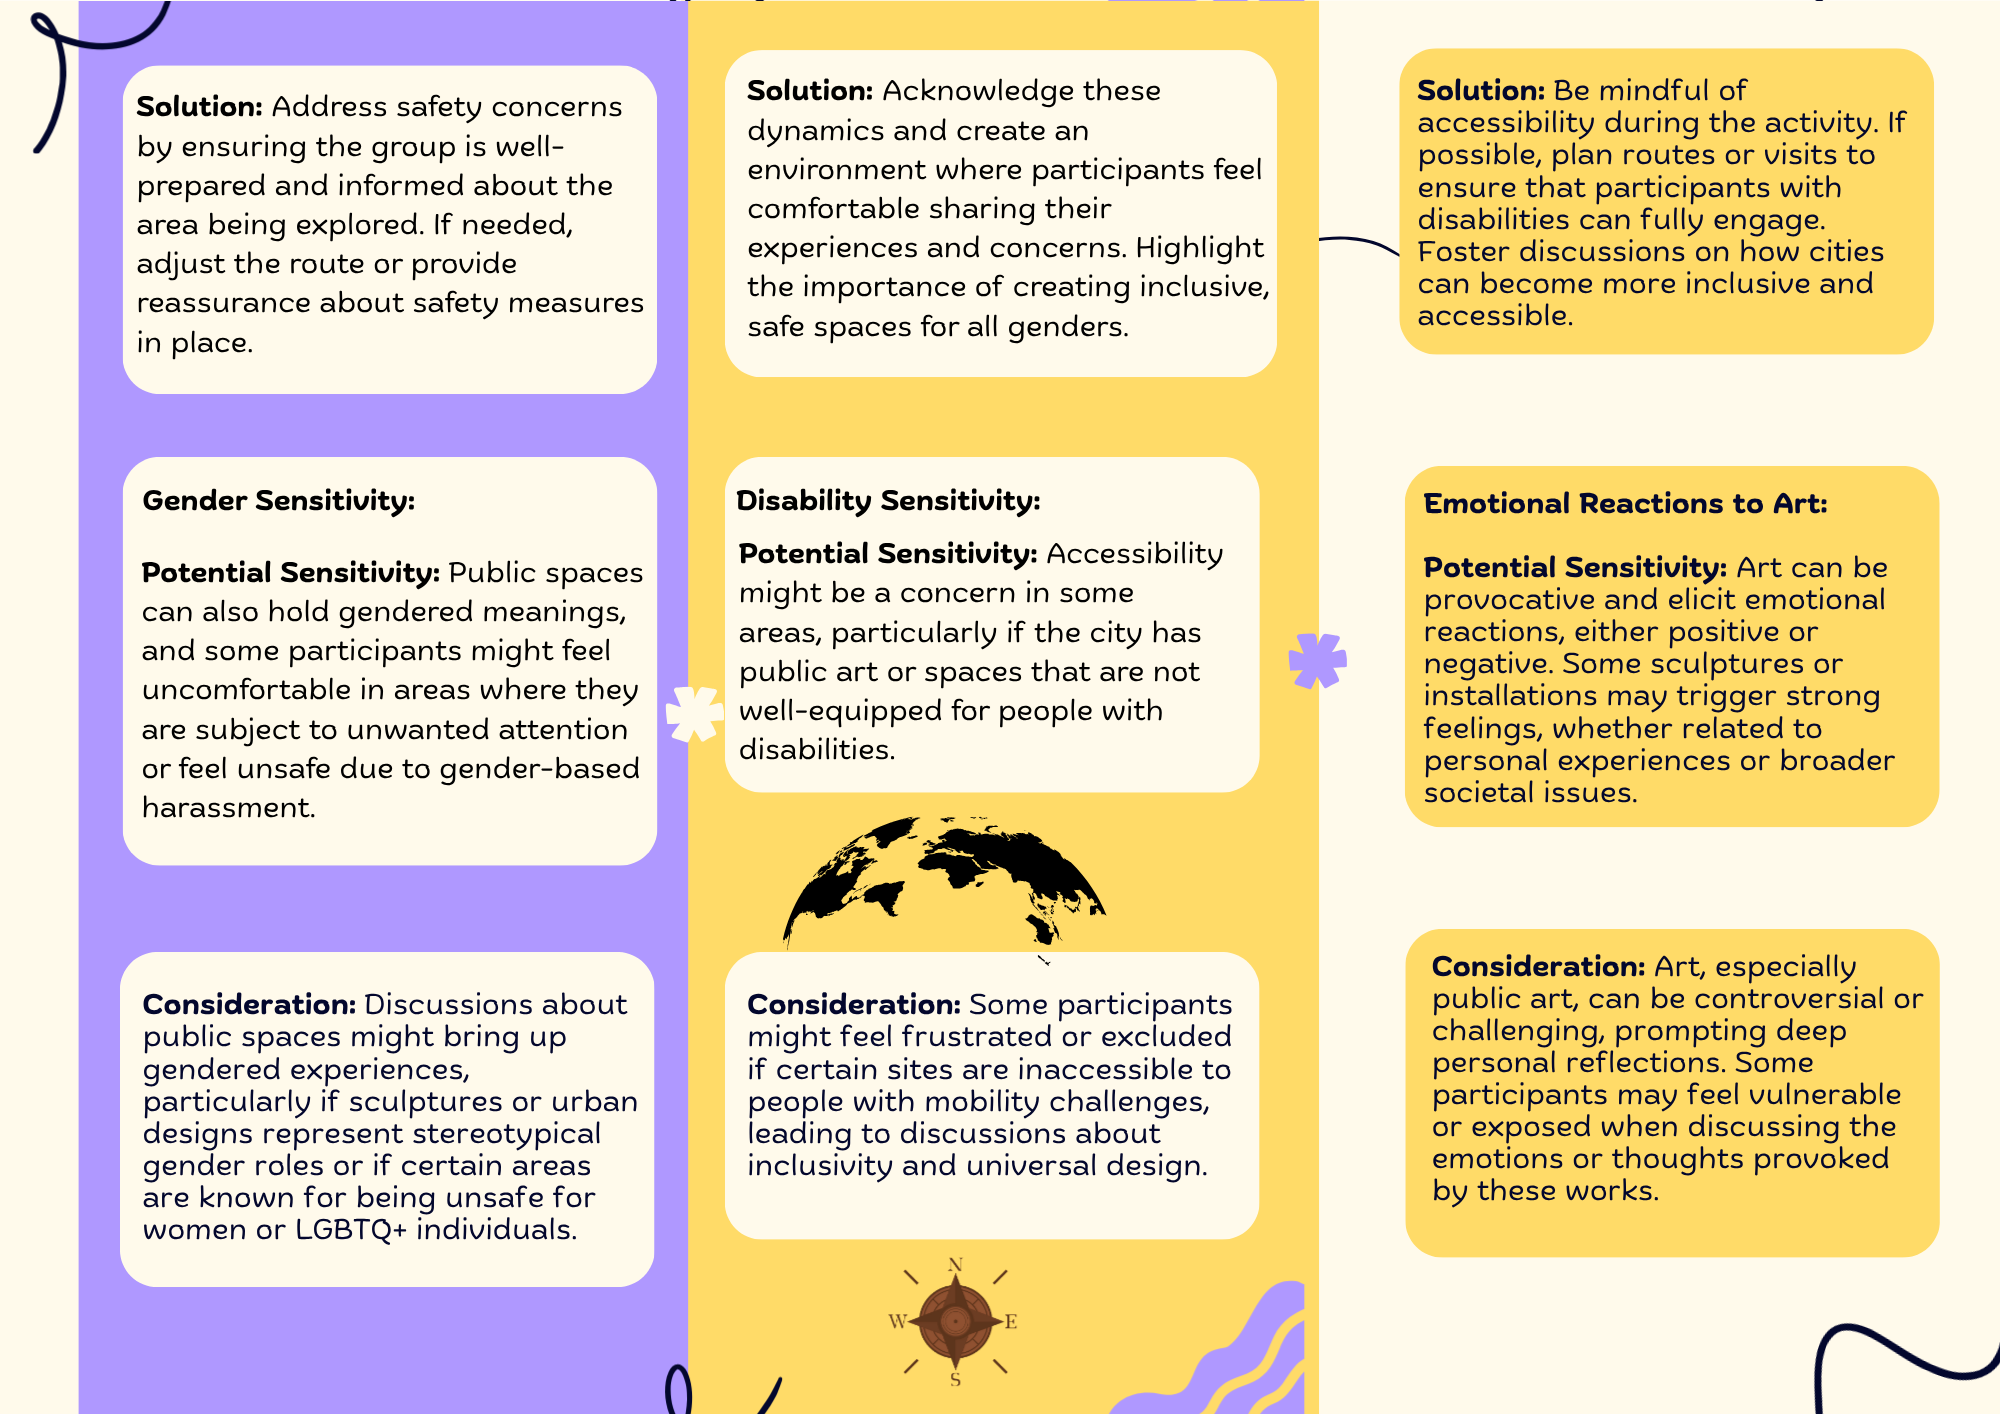 Solution: Address safety concerns
by ensuring the group is well-
prepared and informed about the
area being explored. If needed,
adjust the route or provide
reassurance about safety measures
in place.
Gender Sensitivity:
Potential Sensitivity: Public spaces
can also hold gendered meanings,
and some participants might feel
uncomfortable in areas where they
are subject to unwanted attention
or feel unsafe due to gender-based
harassment.
Consideration: Discussions about
public spaces might bring up
gendered experiences,
particularly if sculptures or urban
designs represent stereotypical
gender roles or if certain areas
are known for being unsafe for
women or LGBTQ+ individuals.
Solution: Acknowledge these
dynamics and create an
environment where participants feel
comfortable sharing their
experiences and concerns. Highlight
the importance of creating inclusive,
safe spaces for all genders.
Disability Sensitivity:
Potential Sensitivity: Accessibility
might be a concern in some
areas, particularly if the city has
public art or spaces that are not
well-equipped for people with
disabilities.
Consideration: Some participants
might feel frustrated or excluded
if certain sites are inaccessible to
people with mobility challenges,
leading to discussions about
inclusivity and universal design.
N
W E
S
Solution: Be mindful of
accessibility during the activity. If
possible, plan routes or visits to
ensure that participants with
disabilities can fully engage.
Foster discussions on how cities
can become more inclusive and
accessible.
Emotional Reactions to Art:
Potential Sensitivity: Art can be
provocative and elicit emotional
reactions, either positive or
negative. Some sculptures or
installations may trigger strong
feelings, whether related to
personal experiences or broader
societal issues.
Consideration: Art, especially
public art, can be controversial or
challenging, prompting deep
personal reflections. Some
participants may feel vulnerable
or exposed when discussing the
emotions or thoughts provoked
by these works.